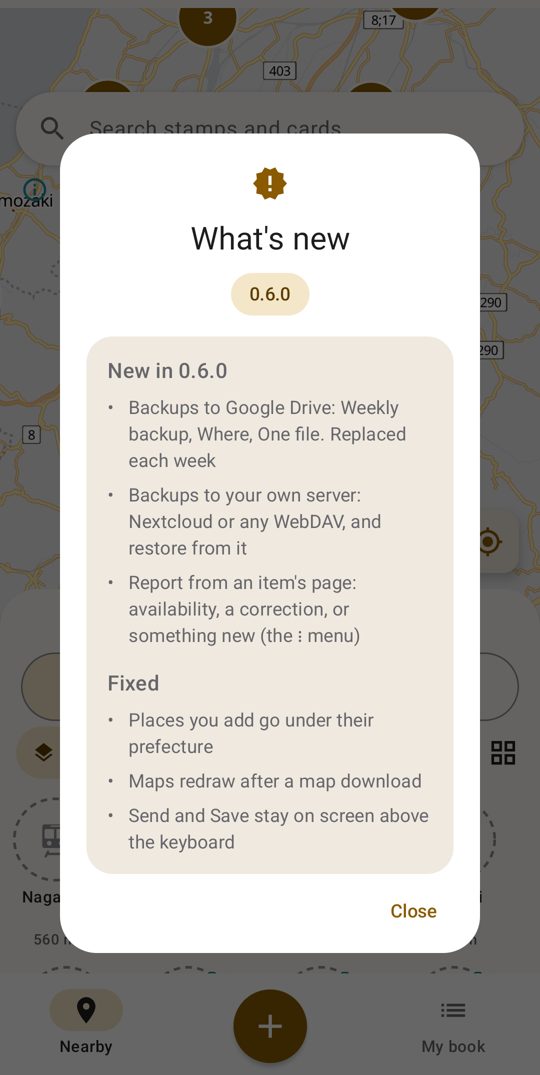 3
8;17
403
Search stamps and cards
mozaki
What's new
0.6.0
290
290
8
New in 0.6.0
• Backups to Google Drive: Weekly
backup, Where, One file. Replaced
each week
• Backups to your own server:
Nextcloud or any WebDAV, and
restore from it
• Report from an item's page:
availability, a correction, or
something new (the ⋮ menu)
Fixed
• Places you add go under their
prefecture
• Maps redraw after a map download
• Send and Save stay on screen above
the keyboard
Close
Naga
560
Nearby
My book